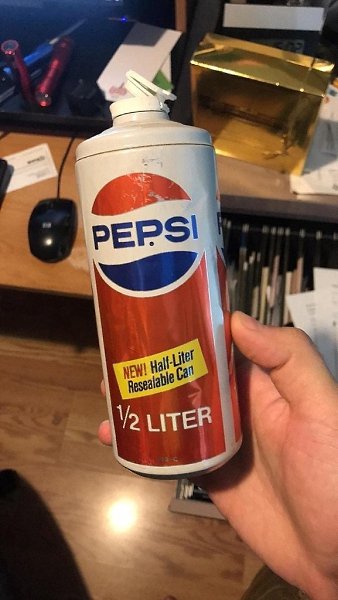 PEPSI
NEW! Half-Liter
Resealable Can
1/2 LITER